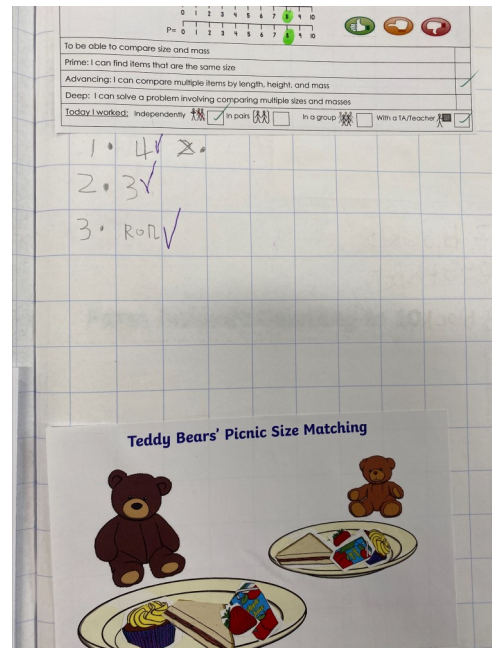 0 1 2 3 4 5 6 7 8 9 10
P= 0 1 2 3 4 5 6 7 8 9 10
To be able to compare size and mass
Prime: I can find items that are the same size
Advancing: I can compare multiple items by length, height, and mass
Deep: I can solve a problem involving comparing multiple sizes and masses
Today I worked: Independently In pairs In a group With a TA/Teacher
1. 4
2. 3
3. Ron
Teddy Bears' Picnic Size Matching